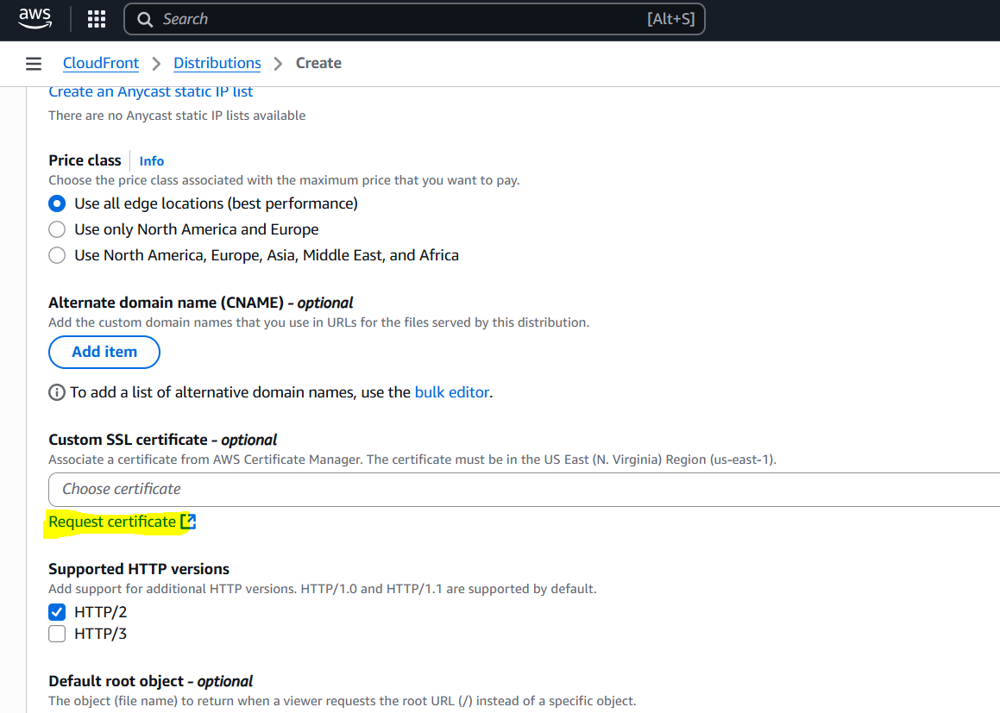 aws
Search [Alt+S]
CloudFront > Distributions > Create
Create an Anycast static IP list
There are no Anycast static IP lists available
Price class | Info
Choose the price class associated with the maximum price that you want to pay.
Use all edge locations (best performance)
Use only North America and Europe
Use North America, Europe, Asia, Middle East, and Africa
Alternate domain name (CNAME) - optional
Add the custom domain names that you use in URLs for the files served by this distribution.
Add item
To add a list of alternative domain names, use the bulk editor.
Custom SSL certificate - optional
Associate a certificate from AWS Certificate Manager. The certificate must be in the US East (N. Virginia) Region (us-east-1).
Choose certificate
Request certificate
Supported HTTP versions
Add support for additional HTTP versions. HTTP/1.0 and HTTP/1.1 are supported by default.
HTTP/2
HTTP/3
Default root object - optional
The object (file name) to return when a viewer requests the root URL (/) instead of a specific object.